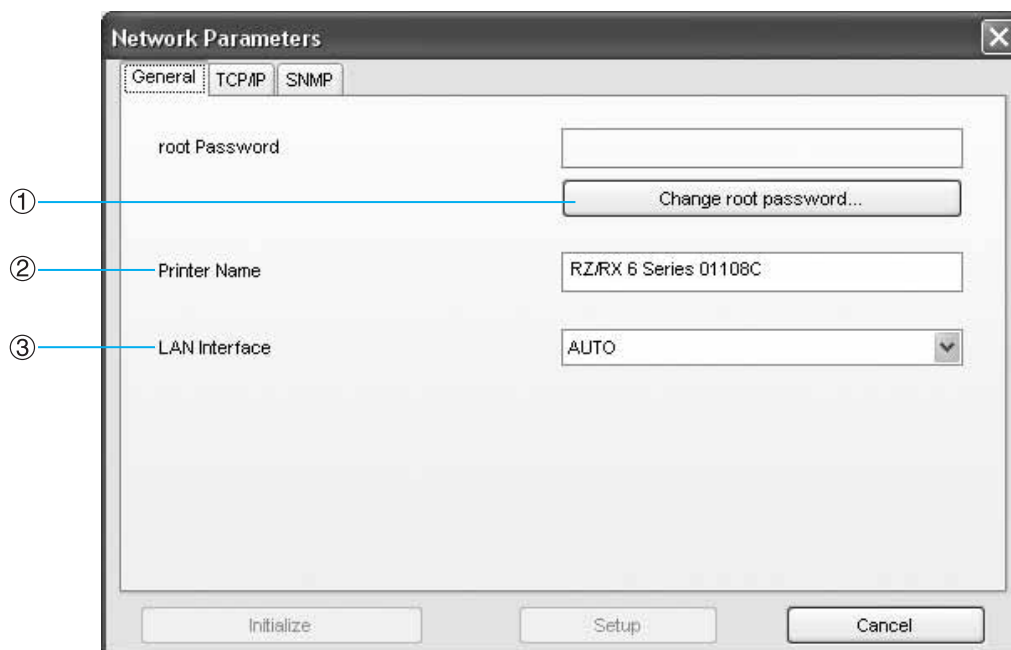 Network Parameters
General TCP/IP SNMP
root Password
① Change root password...
② Printer Name RZ/RX 6 Series 01108C
③ LAN Interface AUTO
Initialize Setup Cancel